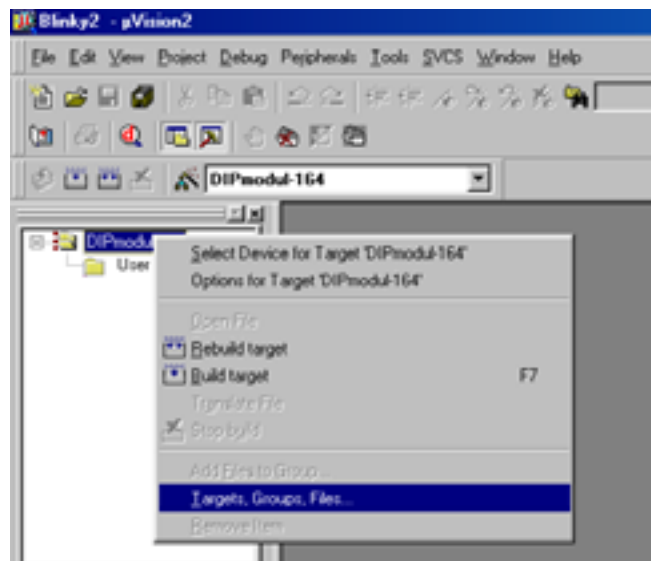 Blinky2 - µVision2
File Edit View Project Debug Peripherals Tools SVCS Window Help
DIPmodul-164
DIPmodu
User
Select Device for Target 'DIPmodul-164'
Options for Target 'DIPmodul-164'
Open File
Rebuild target
Build target F7
Translate File
Stop build
Add Files to Group...
Targets, Groups, Files...
Remove Item